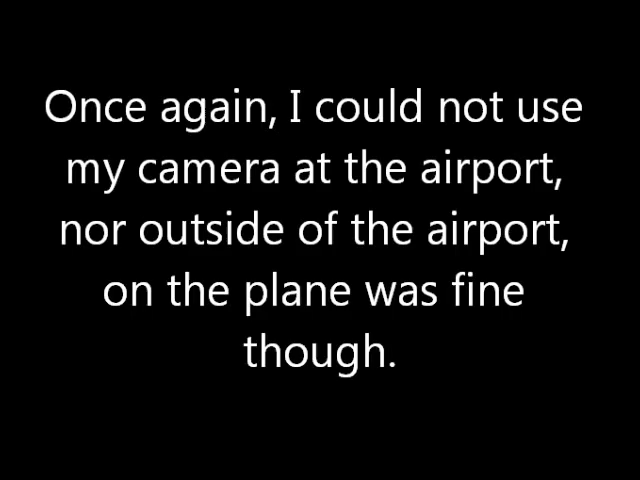 Once again, I could not use
my camera at the airport,
nor outside of the airport,
on the plane was fine
though.